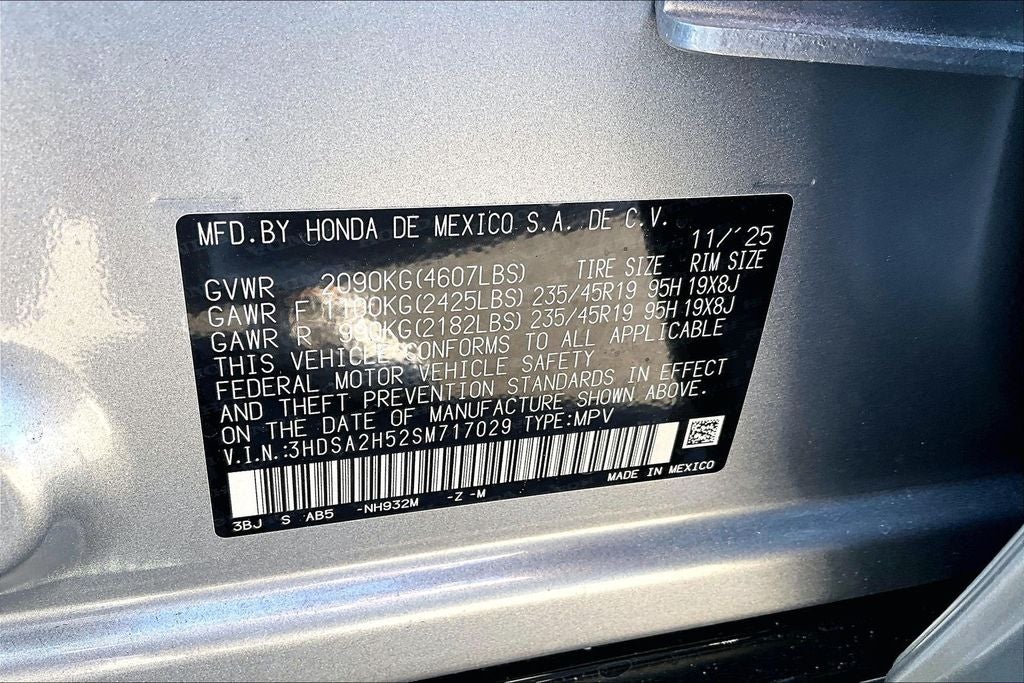 MFD.BY HONDA DE MEXICO S.A. DE C.V. 11/'25
GVWR 2090KG(4607LBS) TIRE SIZE RIM SIZE
GAWR F 1100KG(2425LBS) 235/45R19 95H 19X8J
GAWR R 990KG(2182LBS) 235/45R19 95H 19X8J
THIS VEHICLE CONFORMS TO ALL APPLICABLE
FEDERAL MOTOR VEHICLE SAFETY
AND THEFT PREVENTION STANDARDS IN EFFECT
ON THE DATE OF MANUFACTURE SHOWN ABOVE.
V.I.N.:3HDSA2H52SM717029 TYPE:MPV
MADE IN MEXICO
3BJ S AB5 -NH932M -Z -M